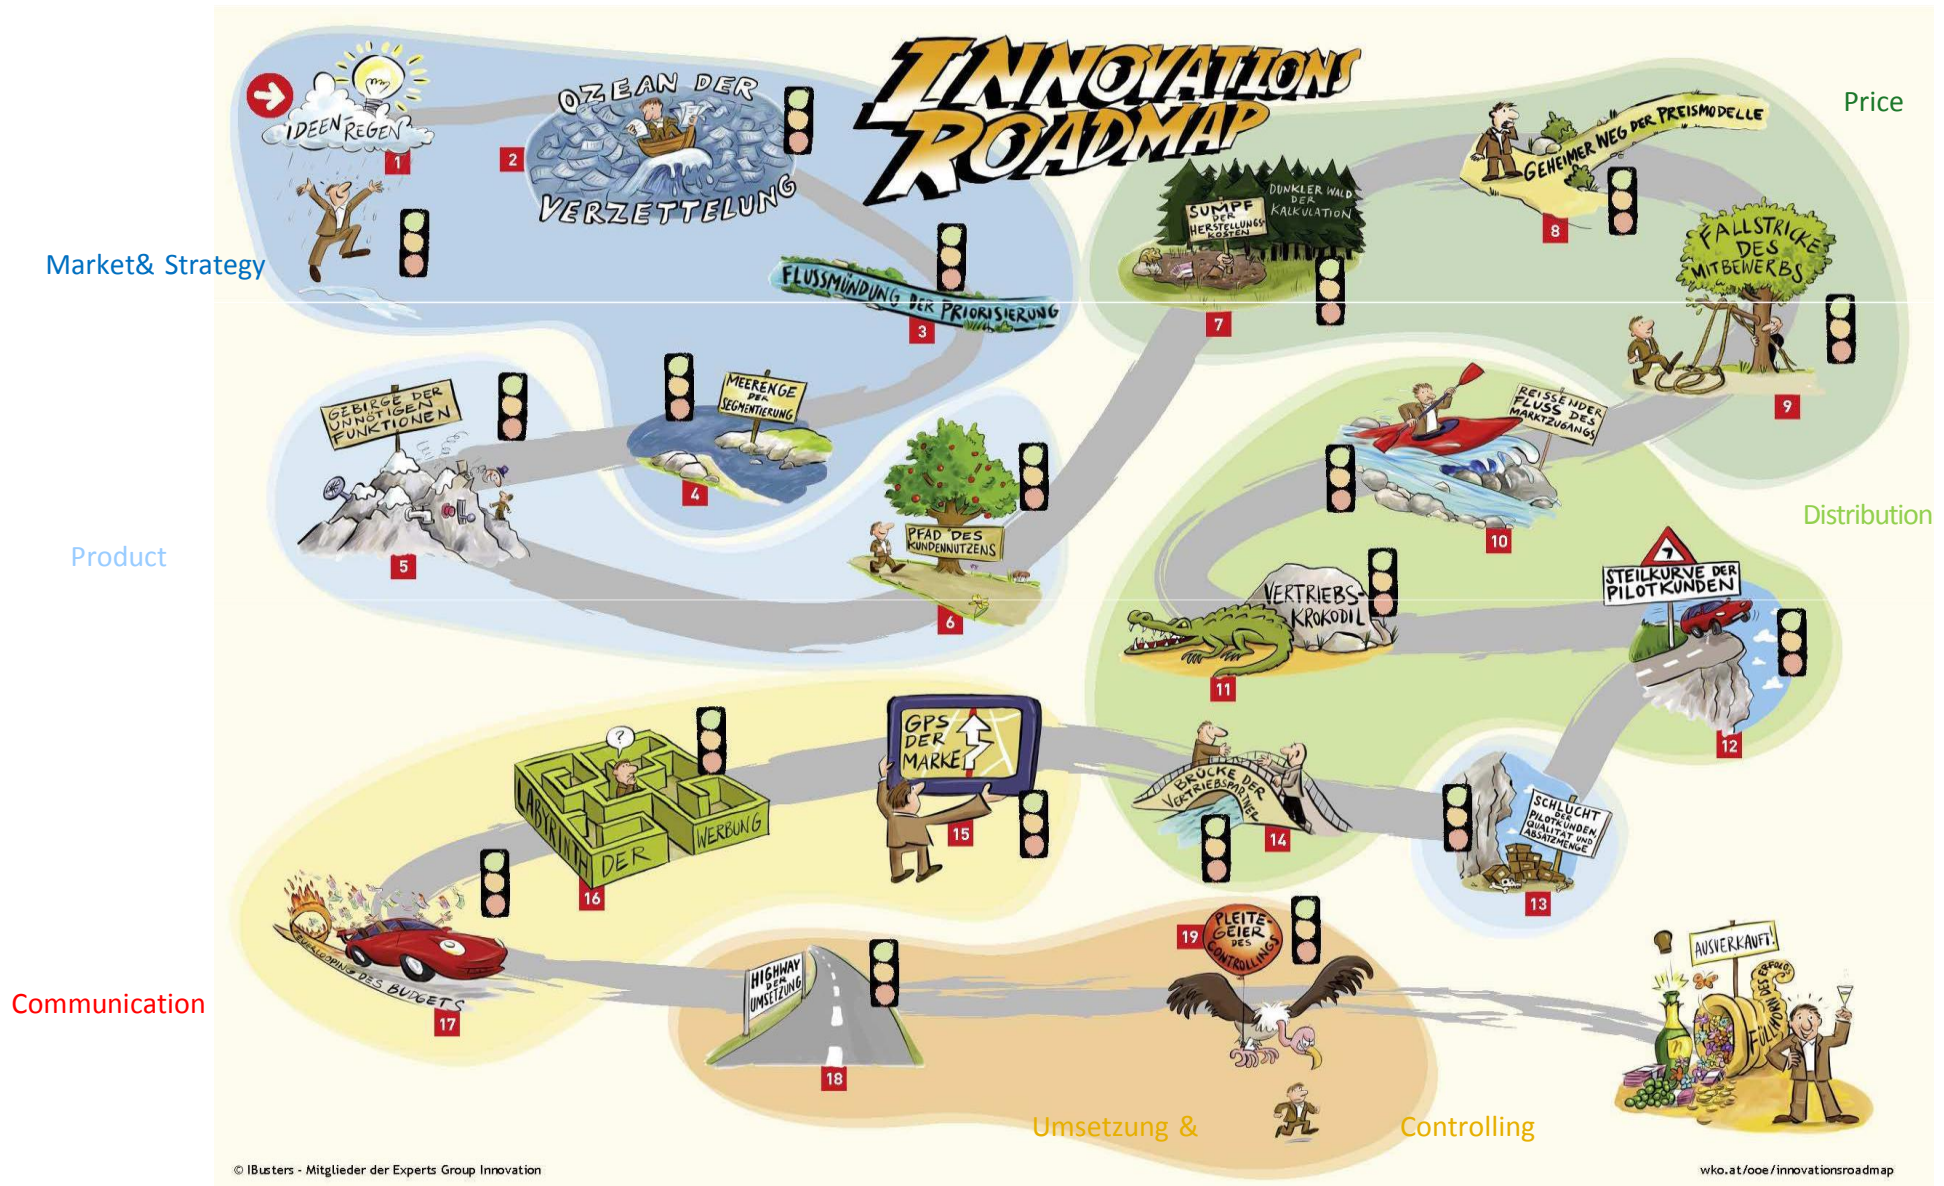 INNOVATIONS
ROADMAP
IDEEN REGEN
1
OZEAN DER
VERZETTELUNG
2
FLUSSMÜNDUNG DER PRIORISIERUNG
3
Market& Strategy
MEERENGE
DER
SEGMENTIERUNG
4
GEBIRGE DER
UNNÖTIGEN
FUNKTIONEN
5
Product
PFAD DES
KUNDENNUTZENS
6
SUMPF
DER
HERSTELLUNGS-
KOSTEN
DUNKLER WALD
DER
KALKULATION
7
GEHEIMER WEG DER PREISMODELLE
8
Price
FALLSTRICKE
DES
MITBEWERBS
9
REISSENDER
FLUSS DES
MARKTZUGANGS
10
Distribution
VERTRIEBS-
KROKODIL
11
STEILKURVE DER
PILOTKUNDEN
12
SCHLUCHT
DER
PILOTKUNDEN,
QUALITÄT UND
ABSATZMENGE
13
BRÜCKE DER
VERTRIEBSPARTNER
14
GPS
DER
MARKE
15
LABYRINTH
DER
WERBUNG
?
16
FEUERLOOPING DES BUDGETS
17
Communication
HIGHWAY
DER
UMSETZUNG
18
PLEITE-
GEIER
DES
CONTROLLINGS
19
Umsetzung & Controlling
AUSVERKAUFT!
FÜLLHORN DES ERFOLGS
© IBusters - Mitglieder der Experts Group Innovation
wko.at/ooe/innovationsroadmap